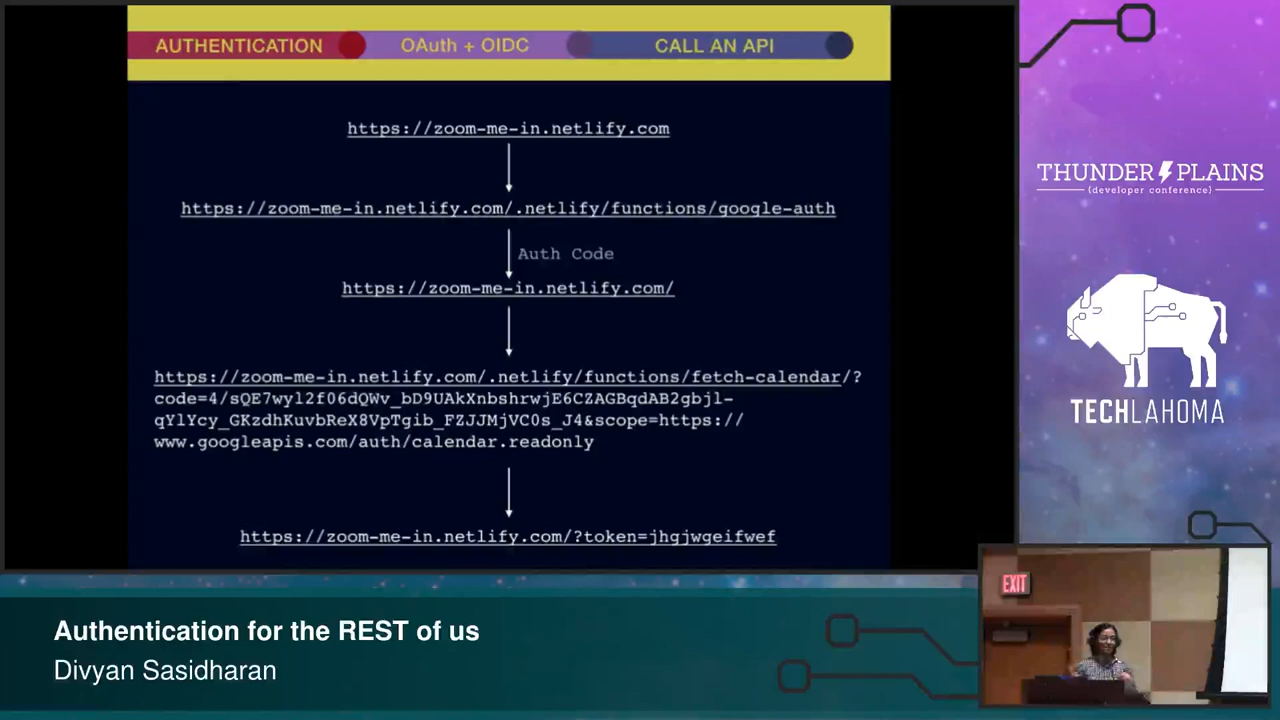 AUTHENTICATION
OAuth + OIDC
CALL AN API
https://zoom-me-in.netlify.com
https://zoom-me-in.netlify.com/.netlify/functions/google-auth
Auth Code
https://zoom-me-in.netlify.com/
https://zoom-me-in.netlify.com/.netlify/functions/fetch-calendar/?
code=4/sQE7wyl2f06dQWv_bD9UAkXnbshrwjE6CZAGBqdAB2gbjl-
qYlYcy_GKzdhKuvbReX8VpTgib_FZJJMjVC0s_J4&scope=https://
www.googleapis.com/auth/calendar.readonly
https://zoom-me-in.netlify.com/?token=jhgjwgeifwef
THUNDER PLAINS
{developer conference}
TECHLAHOMA
EXIT
Authentication for the REST of us
Divyan Sasidharan